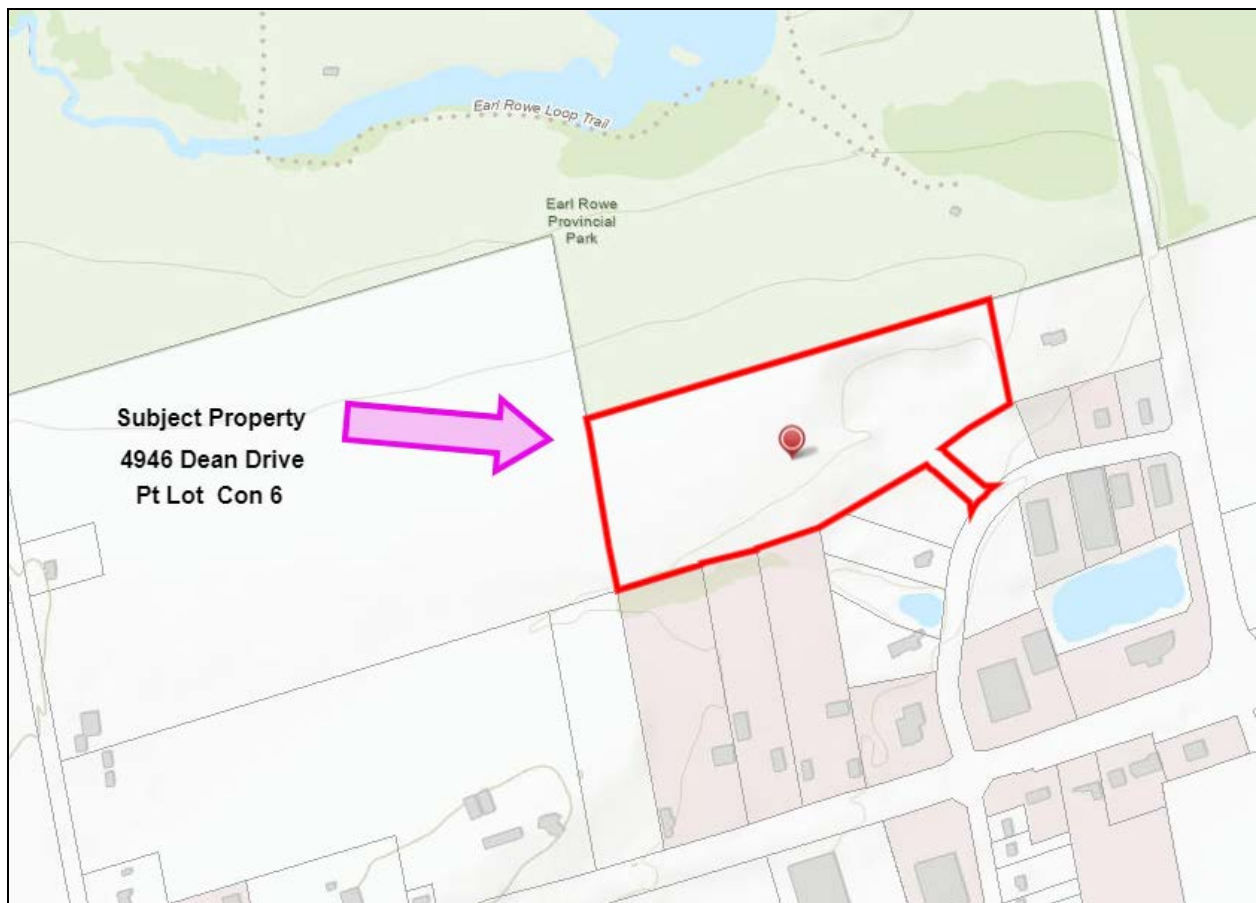 Earl Rowe Loop Trail
Earl Rowe
Provincial
Park
Subject Property
4946 Dean Drive
Pt Lot Con 6